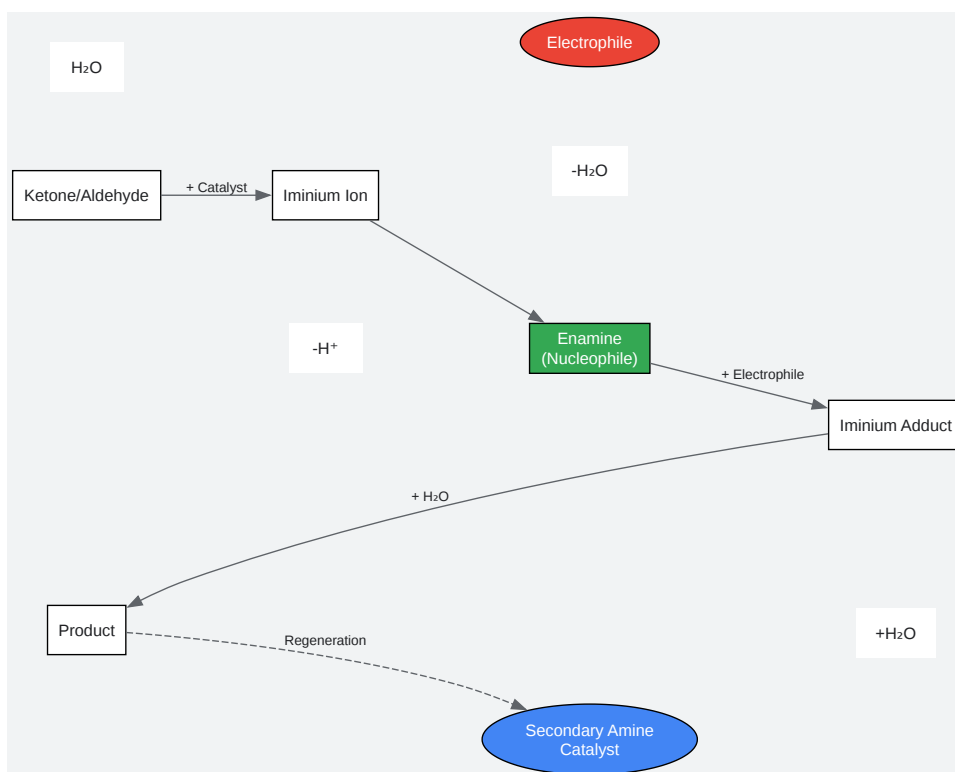 Electrophile
H₂O
-H₂O
+ Catalyst
Ketone/Aldehyde
Iminium Ion
Enamine
(Nucleophile)
-H⁺
+ Electrophile
Iminium Adduct
+ H₂O
Product
+H₂O
Regeneration
Secondary Amine
Catalyst